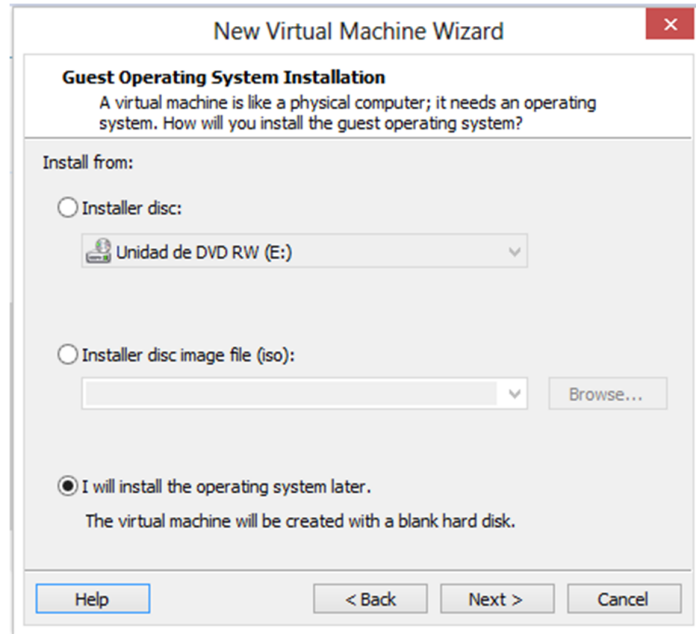 New Virtual Machine Wizard
Guest Operating System Installation
A virtual machine is like a physical computer; it needs an operating
system. How will you install the guest operating system?
Install from:
Installer disc:
Unidad de DVD RW (E:)
Installer disc image file (iso):
Browse...
I will install the operating system later.
The virtual machine will be created with a blank hard disk.
Help
< Back
Next >
Cancel